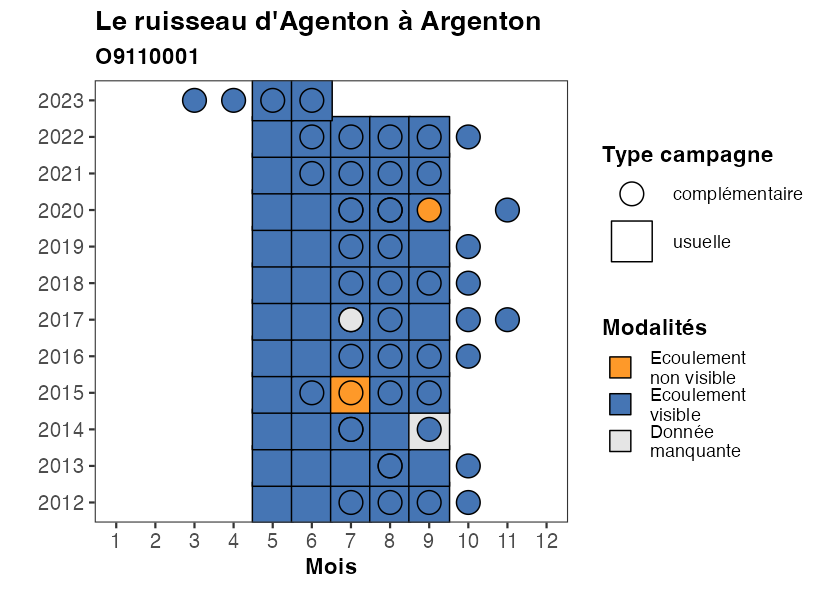 Le ruisseau d'Agenton à Argenton
O9110001
2023
2022
2021
2020
2019
2018
2017
2016
2015
2014
2013
2012
1 2 3 4 5 6 7 8 9 10 11 12
Mois
Type campagne
complémentaire
usuelle
Modalités
Ecoulement
non visible
Ecoulement
visible
Donnée
manquante